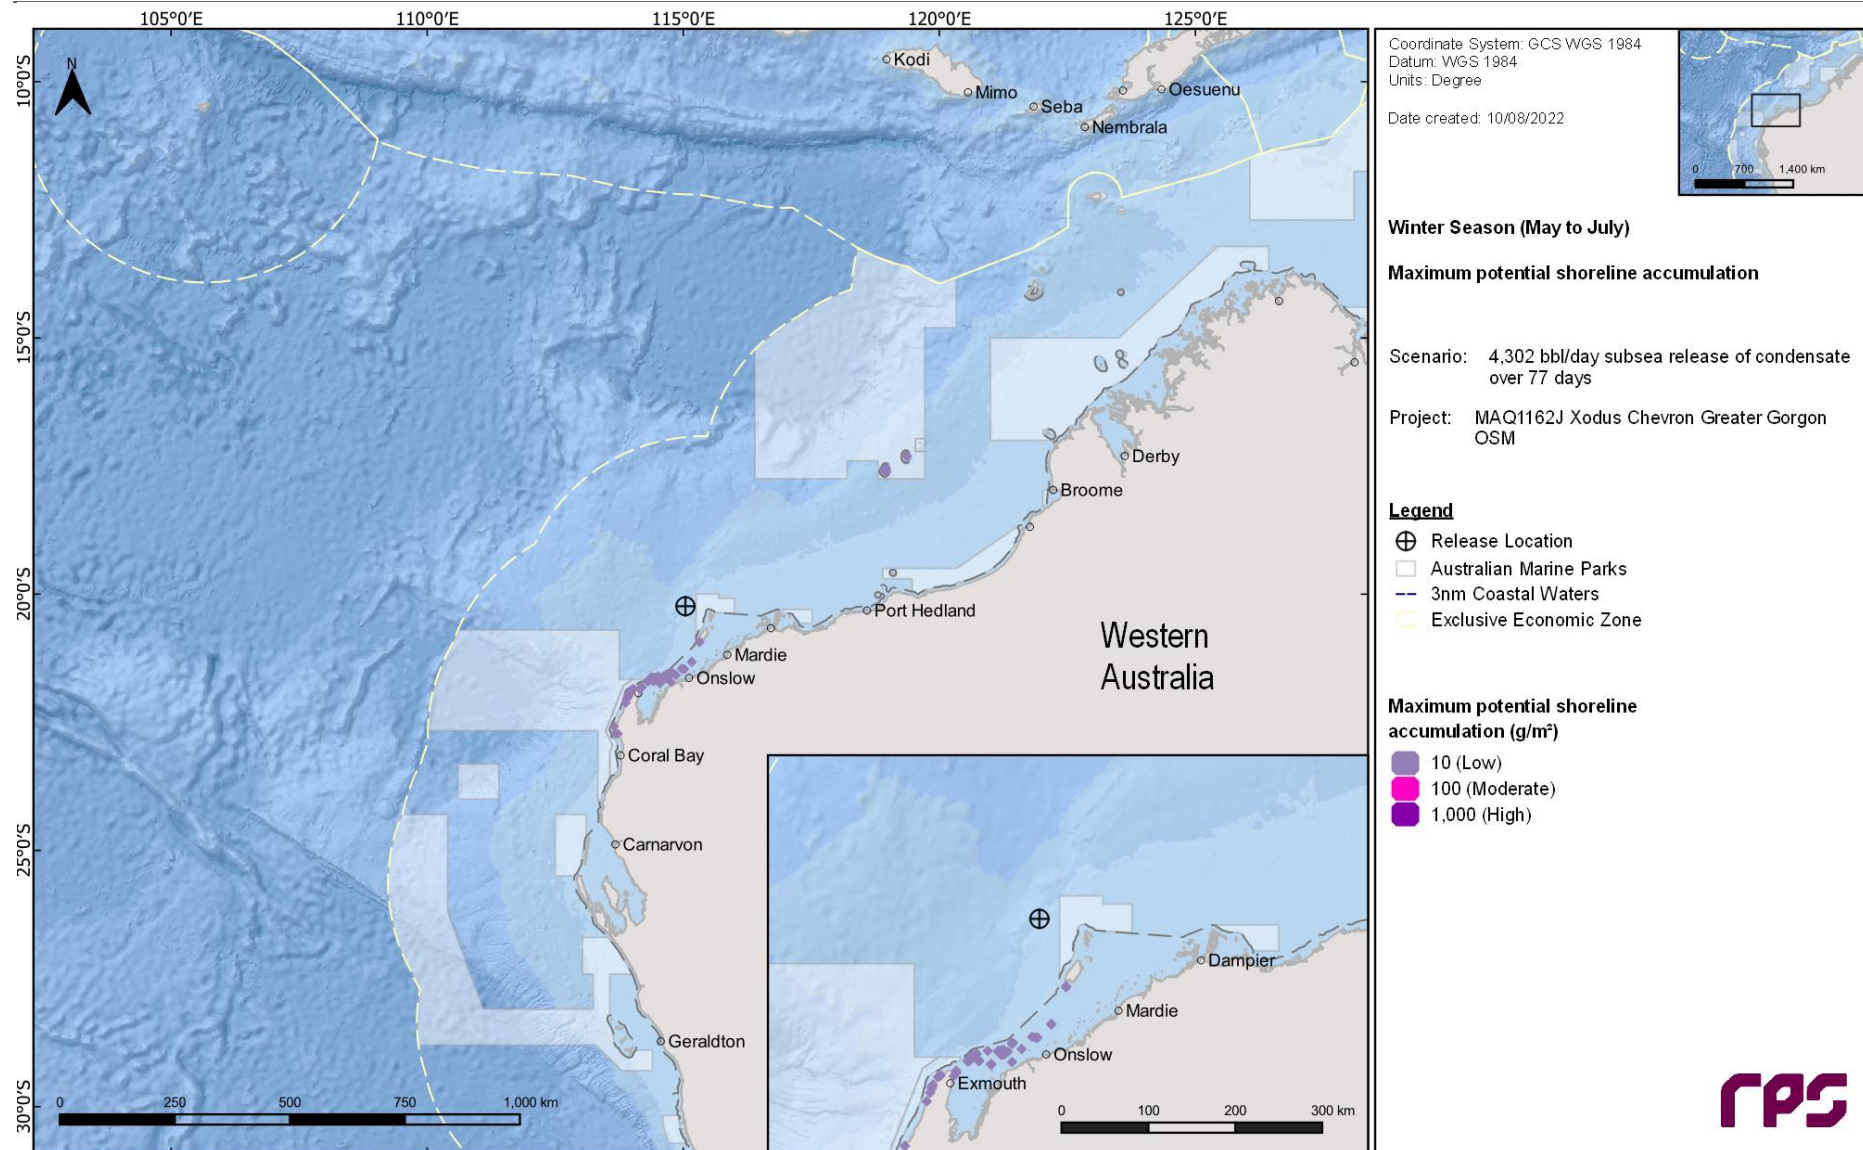 105°0'E
110°0'E
115°0'E
120°0'E
125°0'E
10°0'S
15°0'S
20°0'S
25°0'S
30°0'S
N
Kodi
Mimo
Seba
Oesuenu
Nembrala
Derby
Broome
Port Hedland
Mardie
Onslow
Western
Australia
Coral Bay
Carnarvon
Geraldton
0 250 500 750 1,000 km
Dampier
Mardie
Onslow
Exmouth
0 100 200 300 km
Coordinate System: GCS WGS 1984
Datum: WGS 1984
Units: Degree
Date created: 10/08/2022
0 700 1,400 km
Winter Season (May to July)
Maximum potential shoreline accumulation
Scenario: 4,302 bbl/day subsea release of condensate
over 77 days
Project: MAQ1162J Xodus Chevron Greater Gorgon
OSM
Legend
Release Location
Australian Marine Parks
3nm Coastal Waters
Exclusive Economic Zone
Maximum potential shoreline
accumulation (g/m²)
10 (Low)
100 (Moderate)
1,000 (High)
rps